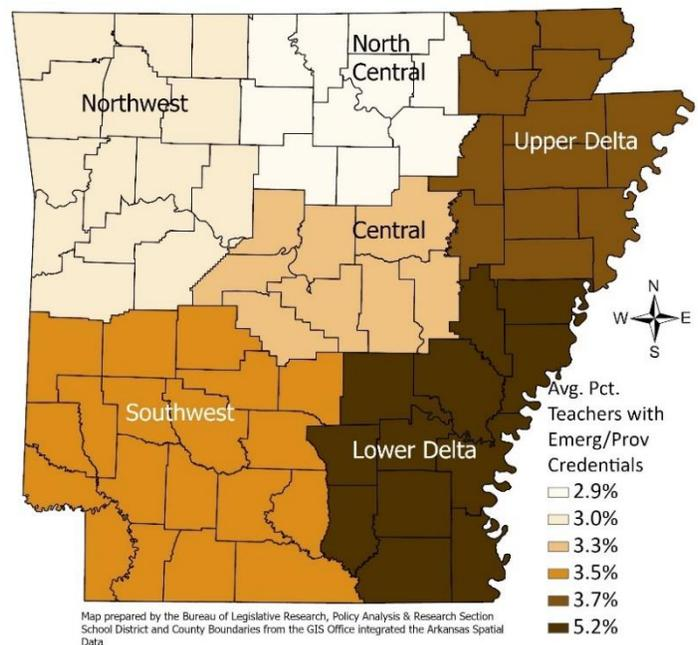 North
Central
Northwest
Upper Delta
Central
N
W E
S
Southwest
Lower Delta
Avg. Pct.
Teachers with
Emerg/Prov
Credentials
2.9%
3.0%
3.3%
3.5%
3.7%
5.2%
Map prepared by the Bureau of Legislative Research, Policy Analysis & Research Section
School District and County Boundaries from the GIS Office integrated the Arkansas Spatial
Data